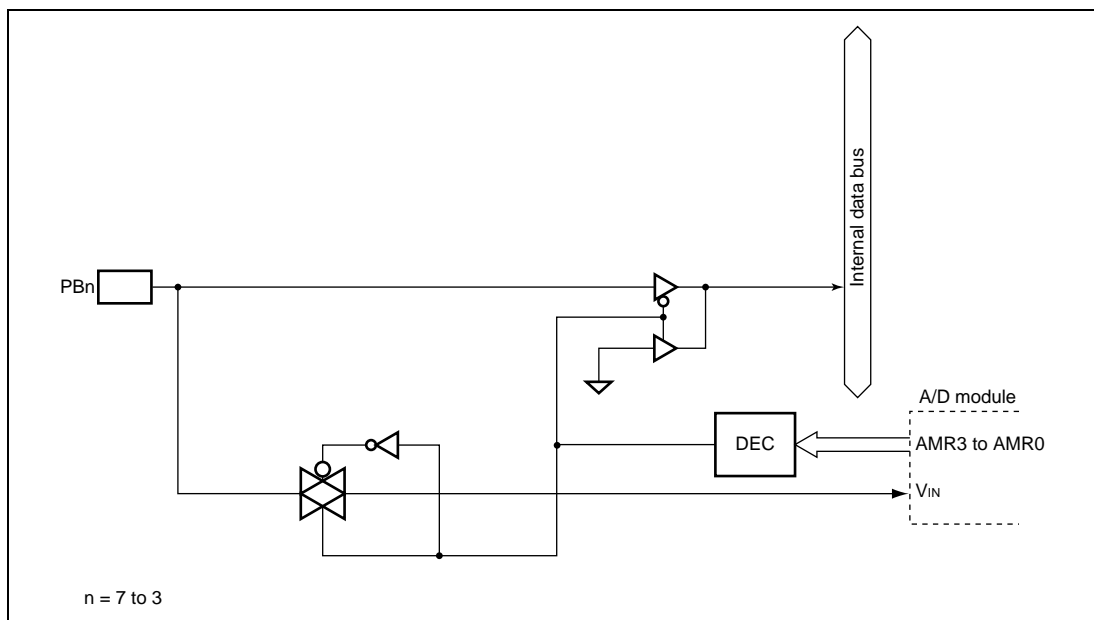 Internal data bus
PBn
A/D module
DEC
AMR3 to AMR0
VIN
n = 7 to 3